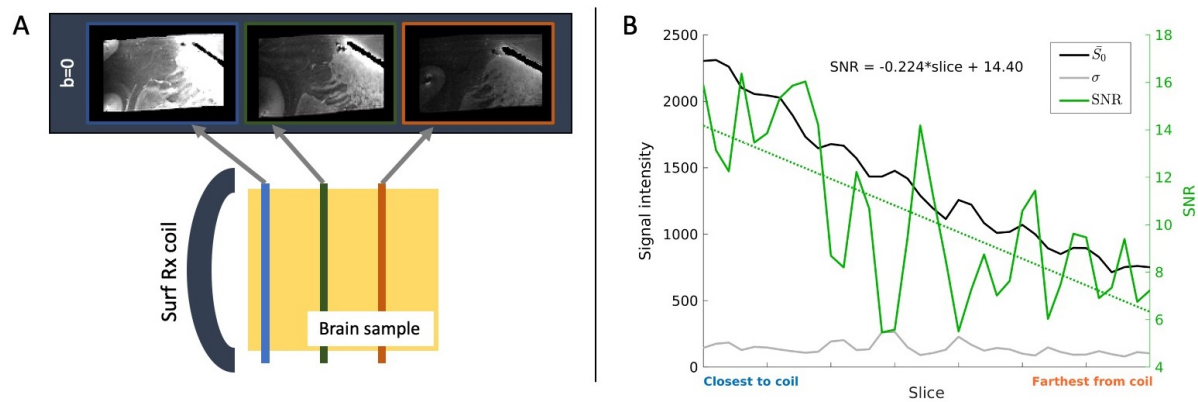 A
b=0
Surf Rx coil
Brain sample
B
2500
2000
1500
1000
500
0
Signal intensity
SNR = -0.224*slice + 14.40
S̄₀
σ
SNR
18
16
14
12
10
8
6
4
SNR
Closest to coil
Slice
Farthest from coil